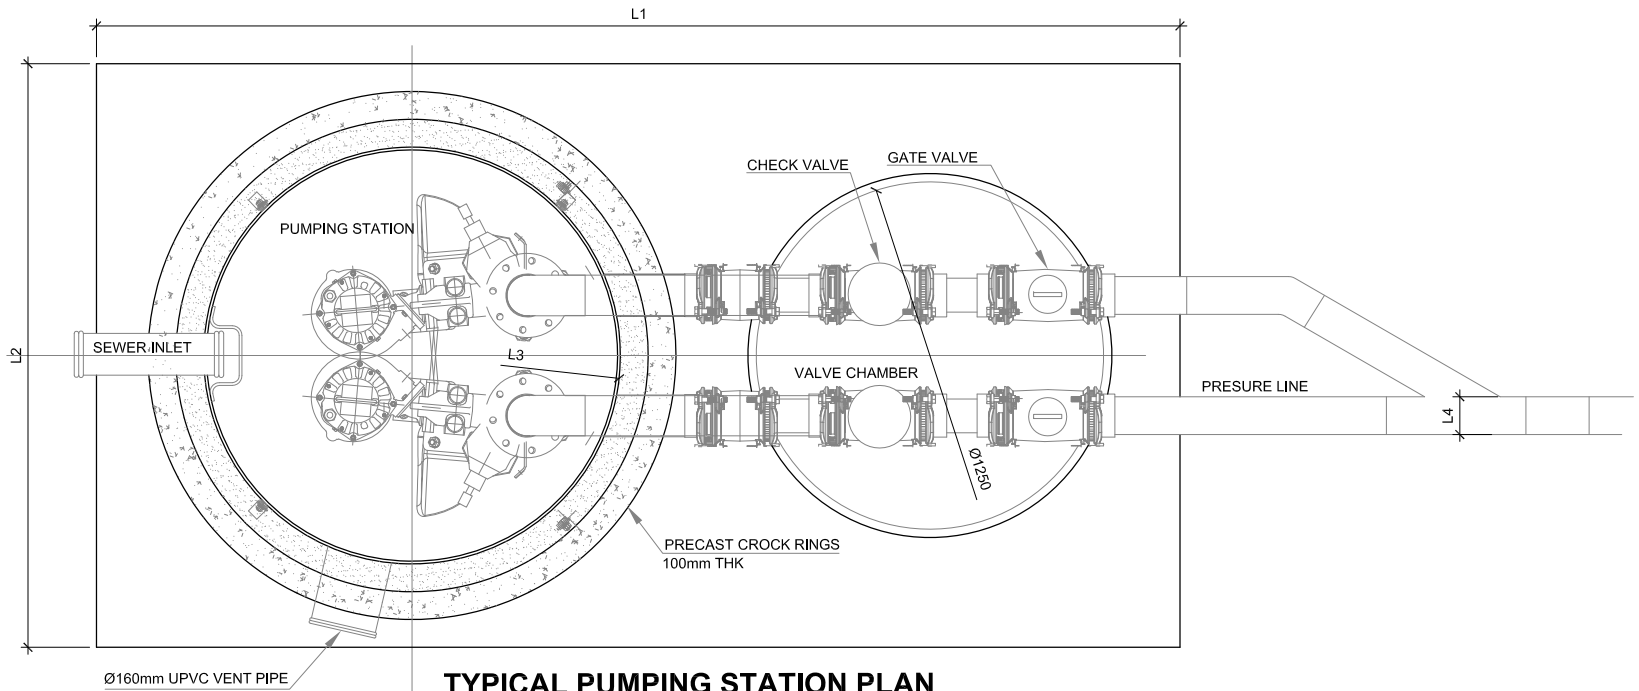 L1
CHECK VALVE
GATE VALVE
PUMPING STATION
SEWER INLET
L2
L3
VALVE CHAMBER
PRESURE LINE
L4
Ø1250
PRECAST CROCK RINGS
100mm THK
Ø160mm UPVC VENT PIPE
TYPICAL PUMPING STATION PLAN